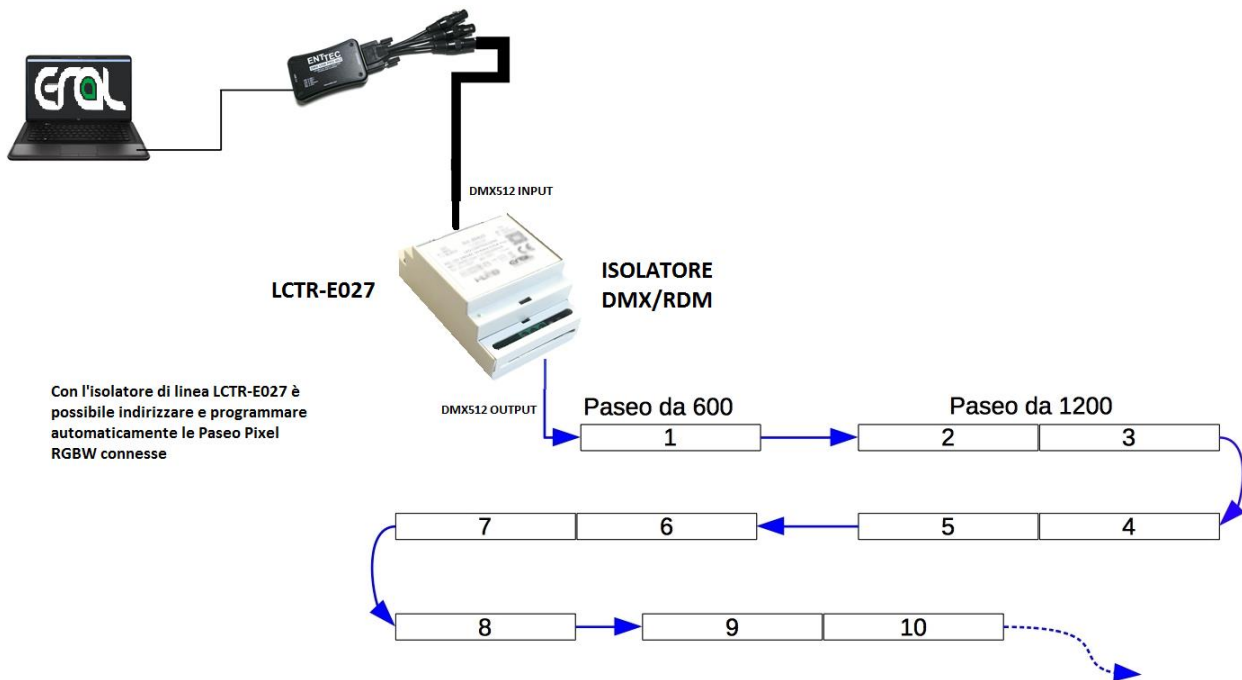 Eral
ENTTEC
DMX512 INPUT
LCTR-E027
ISOLATORE
DMX/RDM
Con l'isolatore di linea LCTR-E027 è
possibile indirizzare e programmare
automaticamente le Paseo Pixel
RGBW connesse
DMX512 OUTPUT
Paseo da 600
Paseo da 1200
1
2
3
7
6
5
4
8
9
10